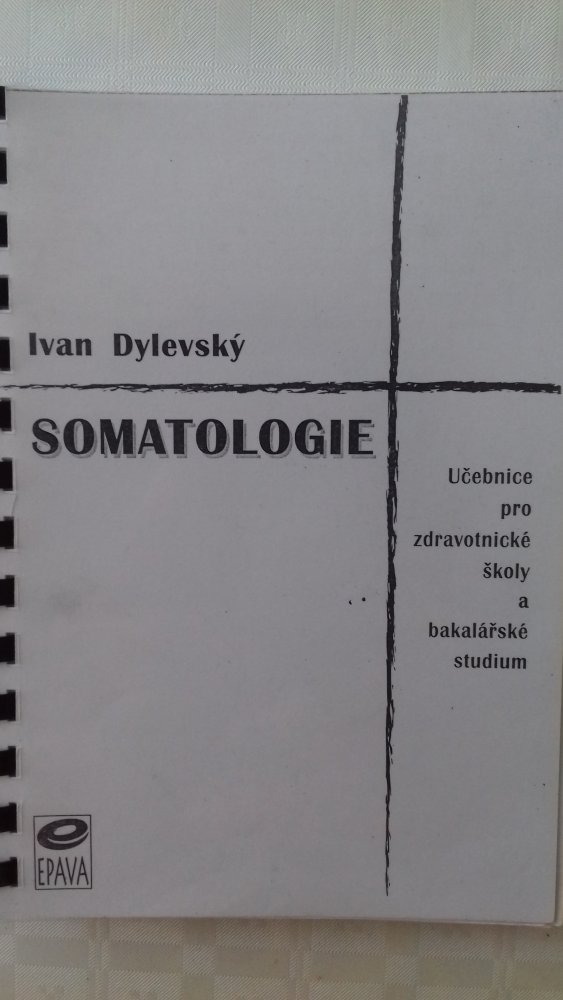 Ivan Dylevský
SOMATOLOGIE
Učebnice
pro
zdravotnické
školy
a
bakalářské
studium
EPAVA